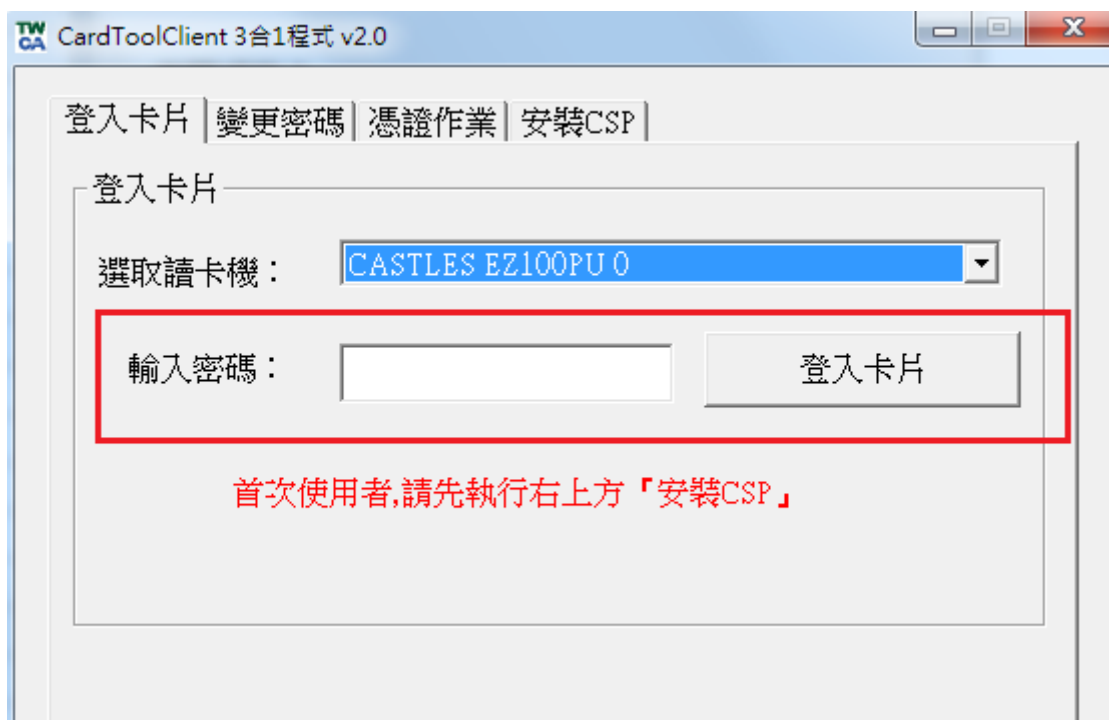 TWCA CardToolClient 3合1程式 v2.0
登入卡片 變更密碼 憑證作業 安裝CSP
登入卡片
選取讀卡機： CASTLES EZ100PU 0
輸入密碼： 登入卡片
首次使用者,請先執行右上方「安裝CSP」